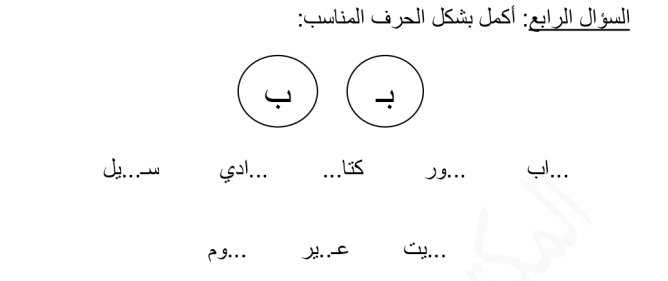 السؤال الرابع: أكمل بشكل الحرف المناسب:
بـ ب
...اب ...ور كتا... ...ادي سـ...يل
...يت عـ..ير ...وم